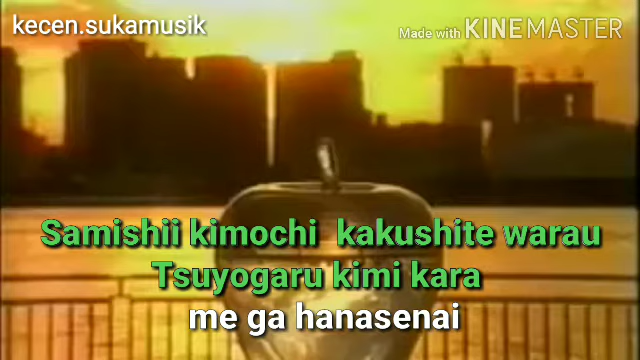 kecen.sukamusik
Made with KINEMASTER
Samishii kimochi kakushite warau
Tsuyogaru kimi kara
me ga hanasenai